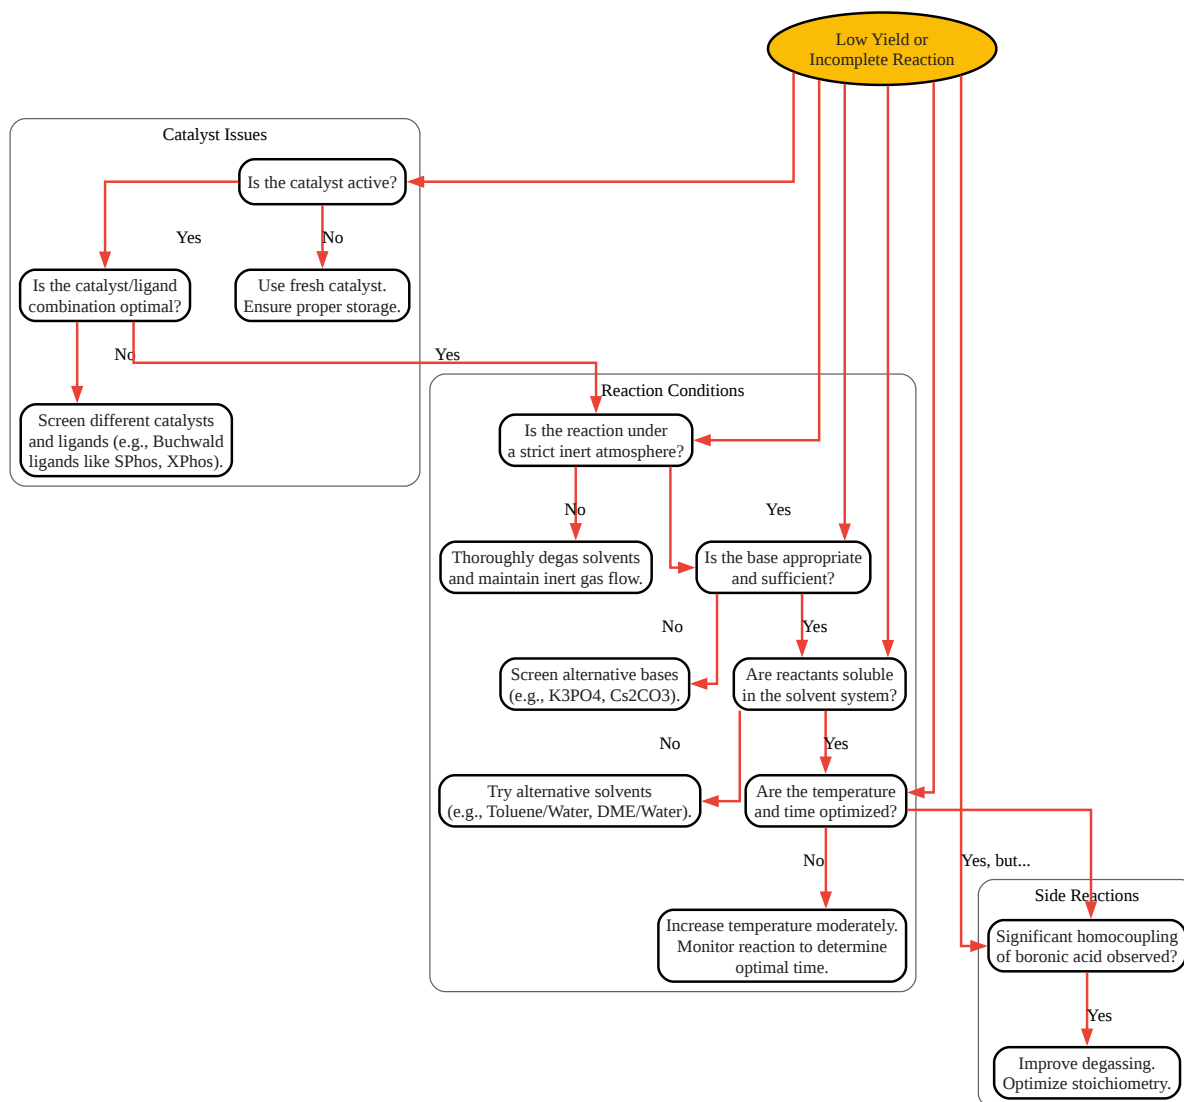 Low Yield or
Incomplete Reaction
Catalyst Issues
Is the catalyst active?
Yes
No
Is the catalyst/ligand
combination optimal?
Use fresh catalyst.
Ensure proper storage.
No
Yes
Screen different catalysts
and ligands (e.g., Buchwald
ligands like SPhos, XPhos).
Reaction Conditions
Is the reaction under
a strict inert atmosphere?
No
Yes
Thoroughly degas solvents
and maintain inert gas flow.
Is the base appropriate
and sufficient?
No
Yes
Screen alternative bases
(e.g., K3PO4, Cs2CO3).
Are reactants soluble
in the solvent system?
No
Yes
Try alternative solvents
(e.g., Toluene/Water, DME/Water).
Are the temperature
and time optimized?
No
Yes, but...
Increase temperature moderately.
Monitor reaction to determine
optimal time.
Side Reactions
Significant homocoupling
of boronic acid observed?
Yes
Improve degassing.
Optimize stoichiometry.